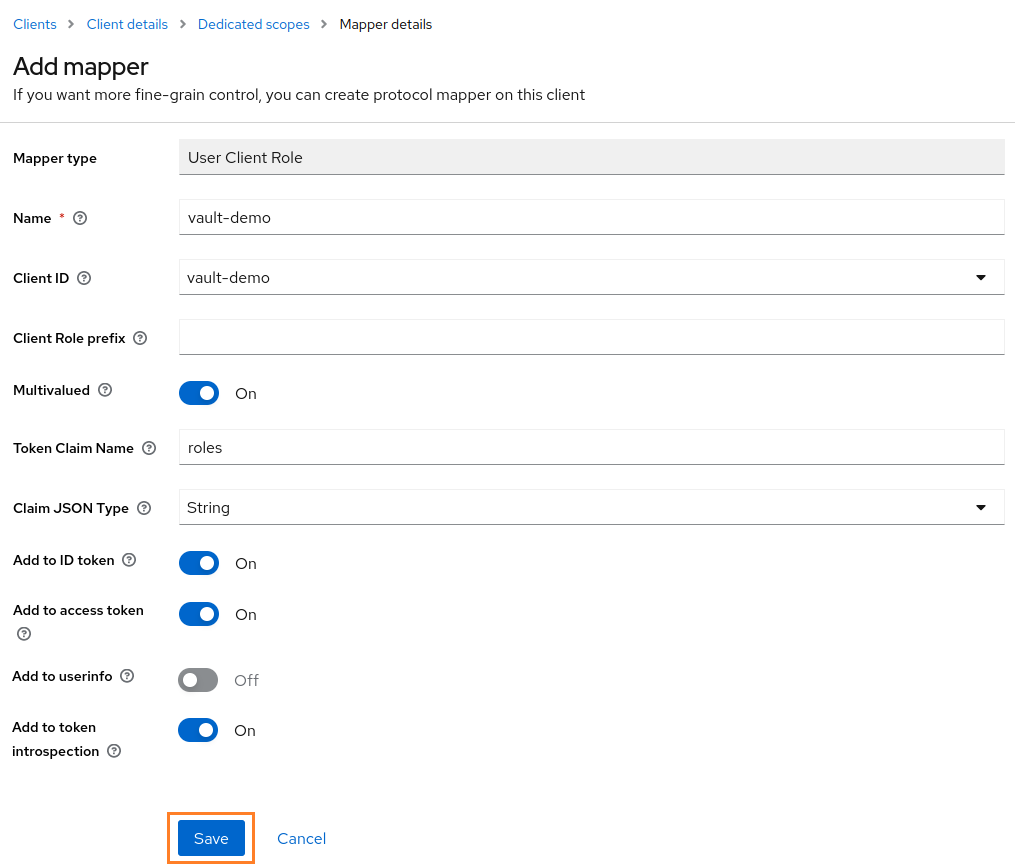 Clients > Client details > Dedicated scopes > Mapper details
Add mapper
If you want more fine-grain control, you can create protocol mapper on this client
Mapper type User Client Role
Name * vault-demo
Client ID vault-demo
Client Role prefix
Multivalued On
Token Claim Name roles
Claim JSON Type String
Add to ID token On
Add to access token On
Add to userinfo Off
Add to token
introspection On
Save Cancel